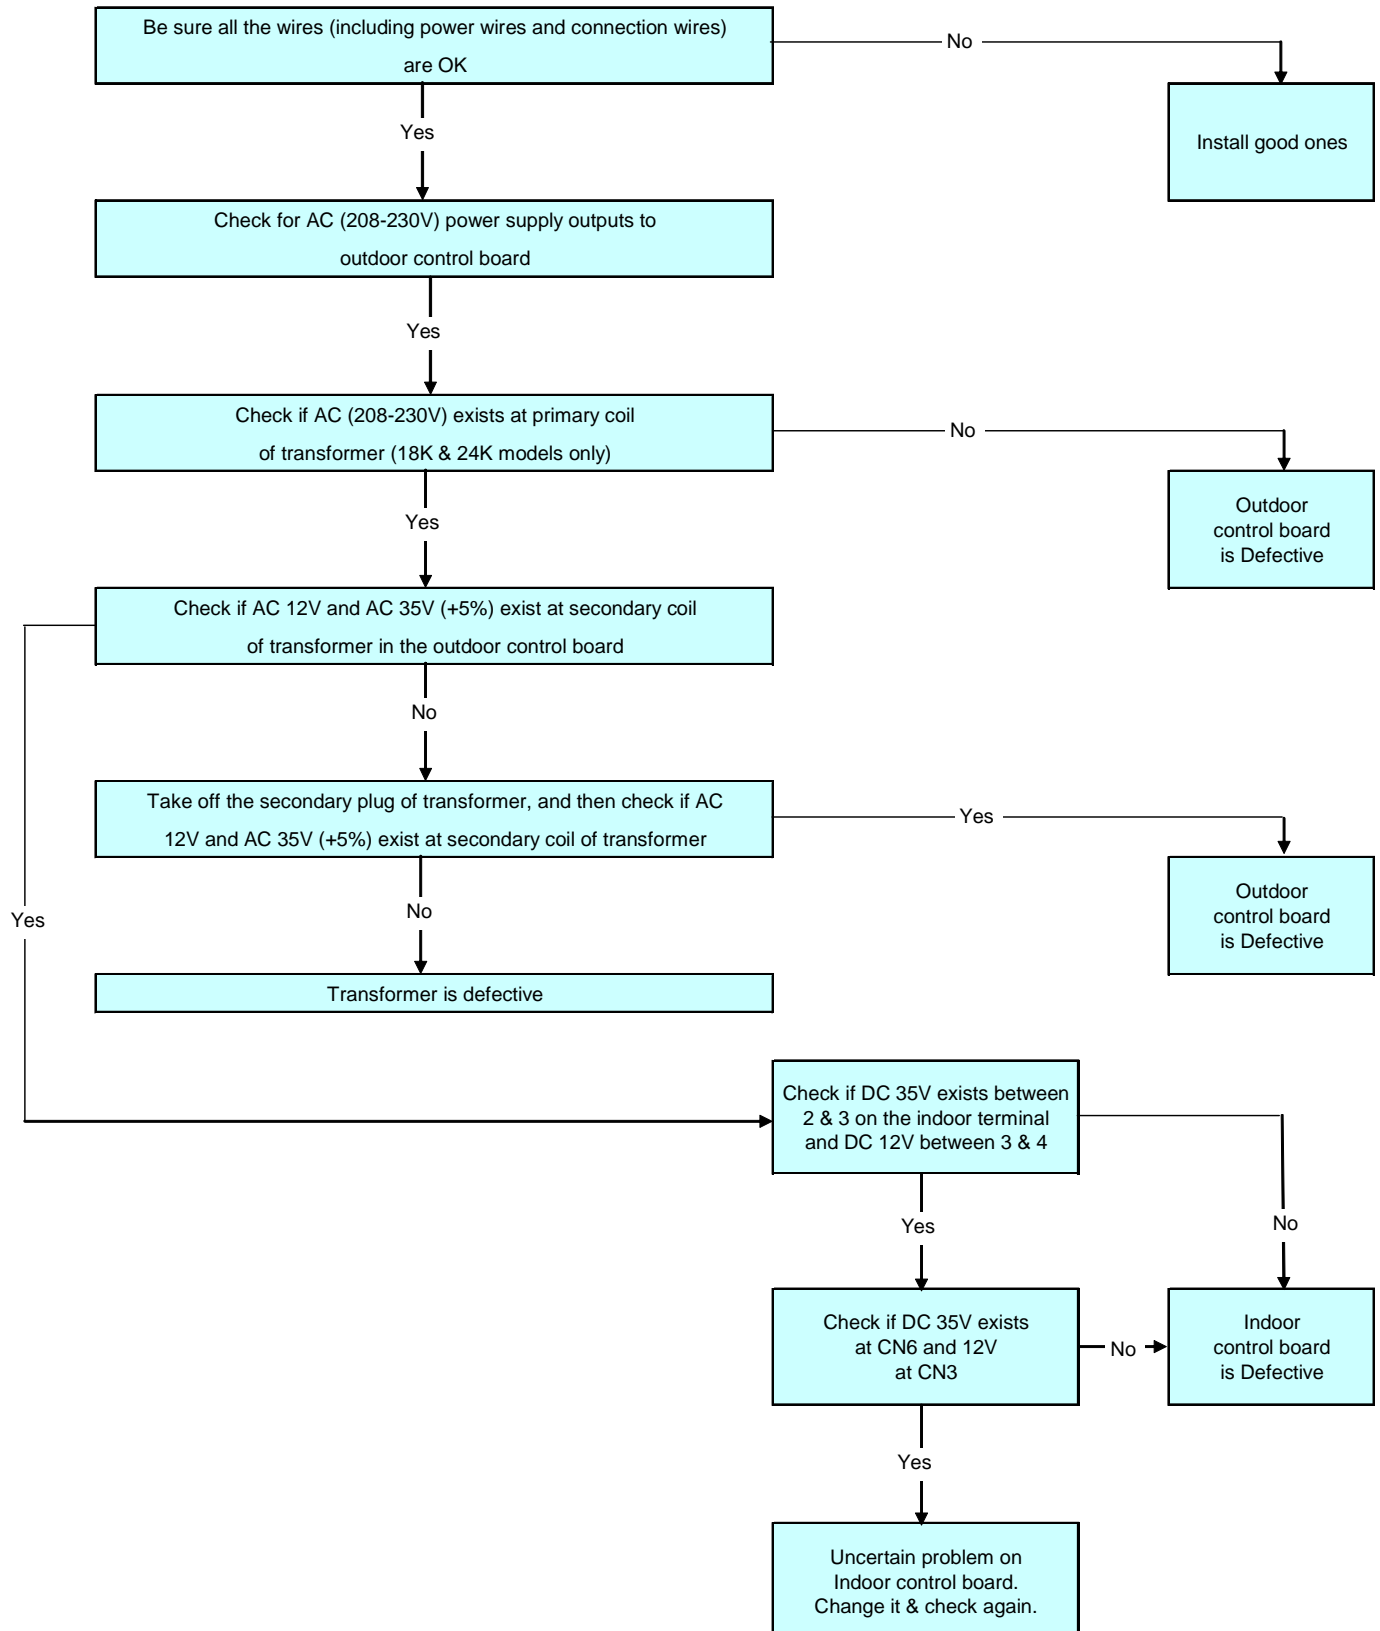 Be sure all the wires (including power wires and connection wires)
are OK
No
Install good ones
Yes
Check for AC (208-230V) power supply outputs to
outdoor control board
Yes
Check if AC (208-230V) exists at primary coil
of transformer (18K & 24K models only)
No
Outdoor
control board
is Defective
Yes
Check if AC 12V and AC 35V (+5%) exist at secondary coil
of transformer in the outdoor control board
No
Take off the secondary plug of transformer, and then check if AC
12V and AC 35V (+5%) exist at secondary coil of transformer
Yes
Outdoor
control board
is Defective
Yes
No
Transformer is defective
Check if DC 35V exists between
2 & 3 on the indoor terminal
and DC 12V between 3 & 4
Yes
No
Check if DC 35V exists
at CN6 and 12V
at CN3
No
Indoor
control board
is Defective
Yes
Uncertain problem on
Indoor control board.
Change it & check again.